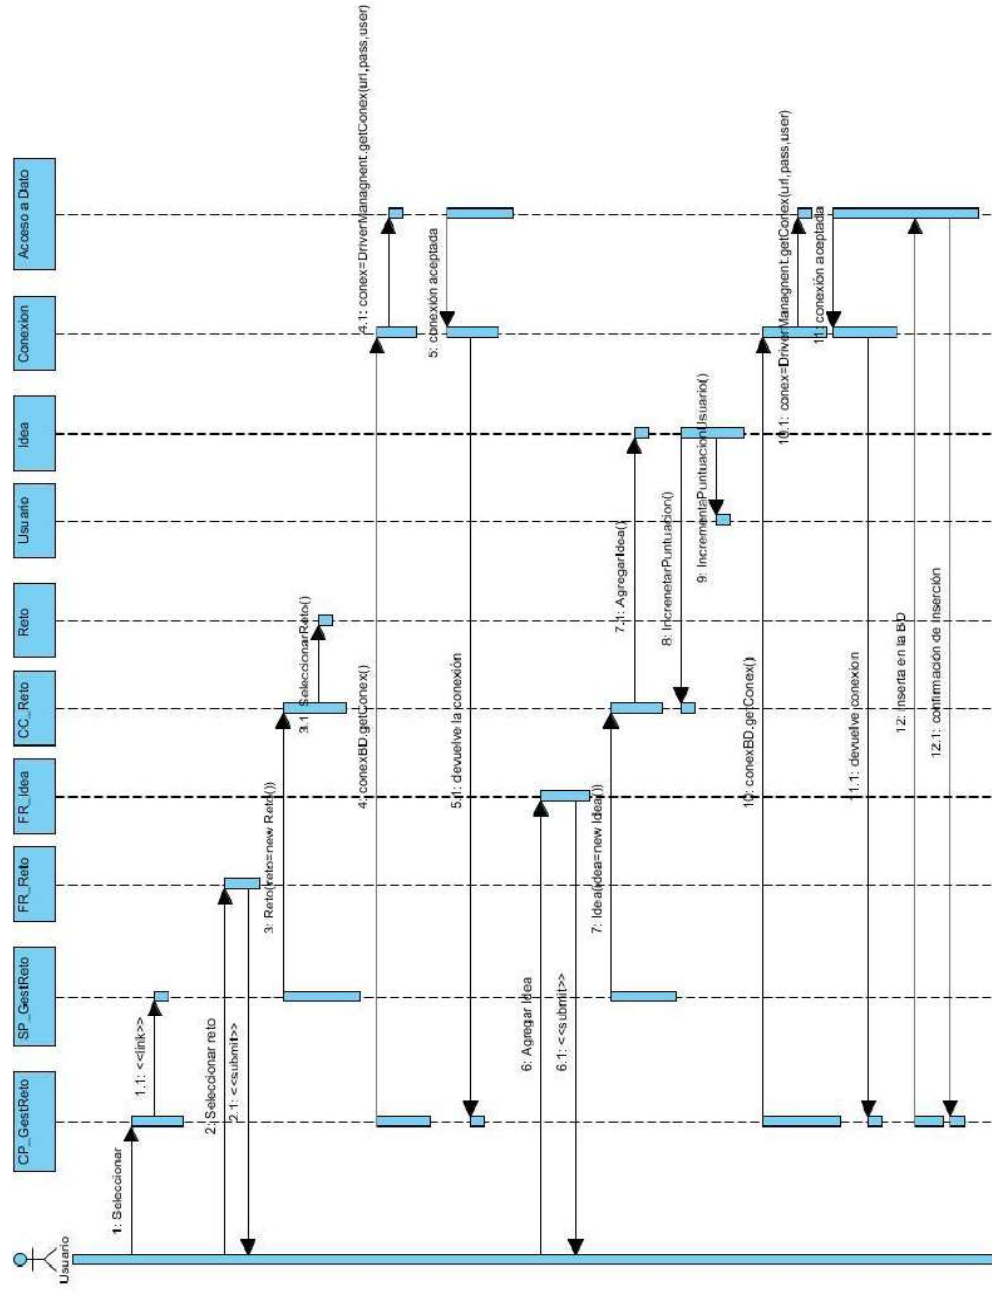 Usuario
CP_GestReto
SP_GestReto
FR_Reto
FR_Idea
CC_Reto
Reto
Usuario
Idea
Conexion
Acceso a Dato
1: Seleccionar
1.1: <<link>>
2: Seleccionar reto
2.1: <<submit>>
3: Reto(reto=new Reto())
3.1 SeleccionarReto()
4: conexBD.getConex()
4.1: conex=DriverManagnent.getConex(url,pass,user)
5: conexión aceptada
5.1: devuelve la conexión
6: Agregar Idea
6.1: <<submit>>
7: Idea(idea=new Idea())
7.1: AgregarIdea()
8: IncrenetarPuntuacion()
9: IncrementaPuntuacionUsuario()
10: conexBD.getConex()
10.1: conex=DriverManagnent.getConex(url,pass,user)
11: conexión aceptada
11.1: devuelve conexion
12: Inserta en la BD
12.1: confirmación de inserción